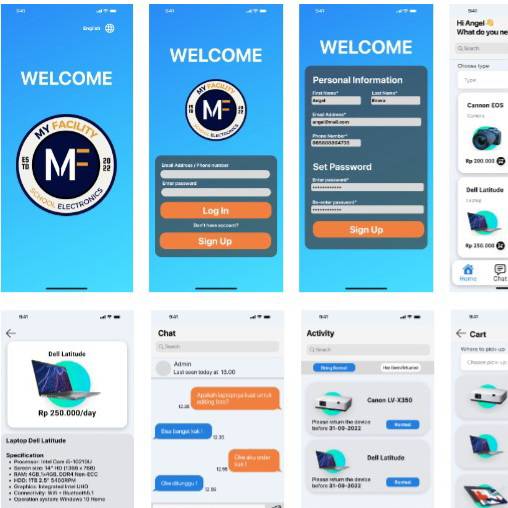 9:41
English
WELCOME
MY FACILITY
ES TD
MF
20 22
SCHOOL ELECTRONICS
9:41
WELCOME
MY FACILITY
MF
SCHOOL ELECTRONICS
Email Address / Phone number
Enter password
Log In
Don't have account?
Sign Up
9:41
WELCOME
Personal Information
First Name*
Last Name*
Angel
Email Address*
angel@mail.com
Phone Number*
Set Password
Enter password*
Re-enter password*
Sign Up
9:41
Hi Angel
What do you ne
Search
Choose type
Type
Cannon EOS
Camera
Rp 200.000
Dell Latitude
Laptop
Rp 250.000
Home
Chat
9:41
Dell Latitude
Rp 250.000/day
Laptop Dell Latitude
Specification
• Processor: Intel Core i5-10210U
• Screen size: 14" HD (1366 x 768)
• RAM: 4GB, 1x4GB, DDR4 Non-ECC
• HDD: 1TB 2.5" 5400RPM
• Graphics: Integrated Intel UHD
• Connectivity: Wifi + Bluetooth5.1
• Operation system: Windows 10 Home
9:41
Chat
Search
Admin
Last seen today at 13.00
Apakah laptopnya kuat untuk
editing foto?
12.35
Bisa banget kak !
12.35
Oke aku order
kak !
12.55
Oke ditunggu !
12.55
9:41
Activity
Search
Being Rented
Has Been Returned
Canon LV-X350
Please return the device
before 31-09-2022
Rented
Dell Latitude
Please return the device
before 31-09-2022
Rented
9:41
Cart
Where to pick-up
Choose pick-up